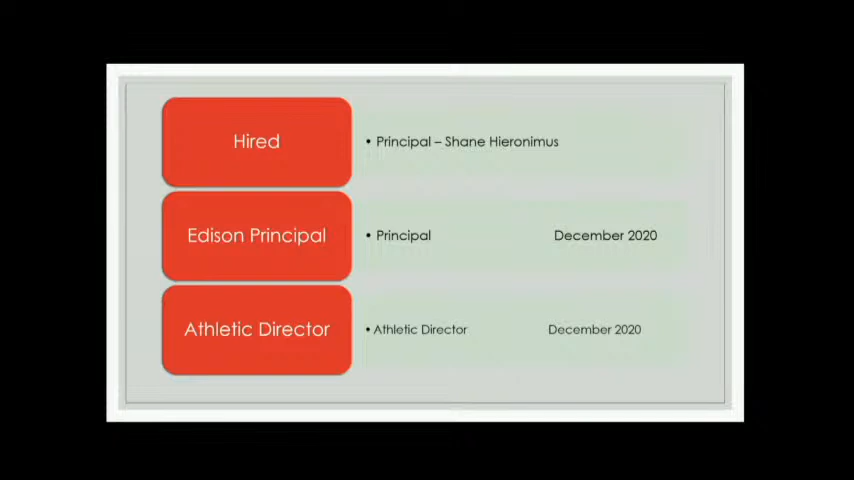 Hired
• Principal – Shane Hieronimus
Edison Principal
• Principal December 2020
Athletic Director
• Athletic Director December 2020